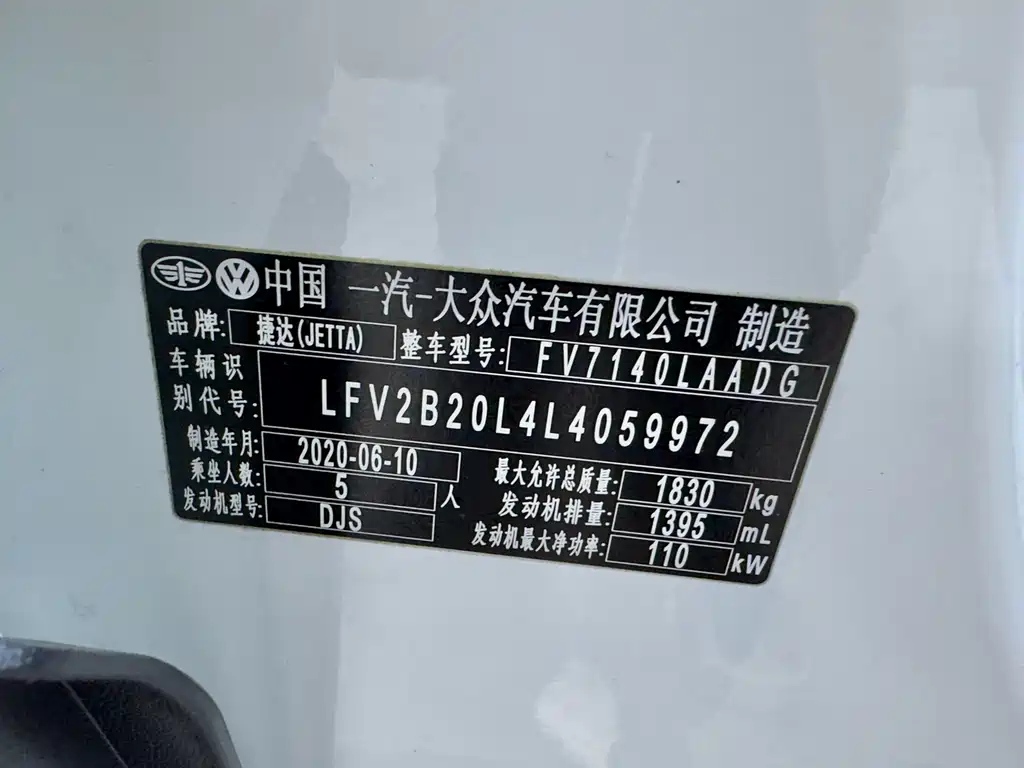 中国 一汽-大众汽车有限公司 制造
品牌: 捷达(JETTA) 整车型号: FV7140LAADG
车辆识
别代号: LFV2B20L4L4059972
制造年月: 2020-06-10 最大允许总质量: 1830 kg
乘坐人数: 5 人 发动机排量: 1395 mL
发动机型号: DJS 发动机最大净功率: 110 kW